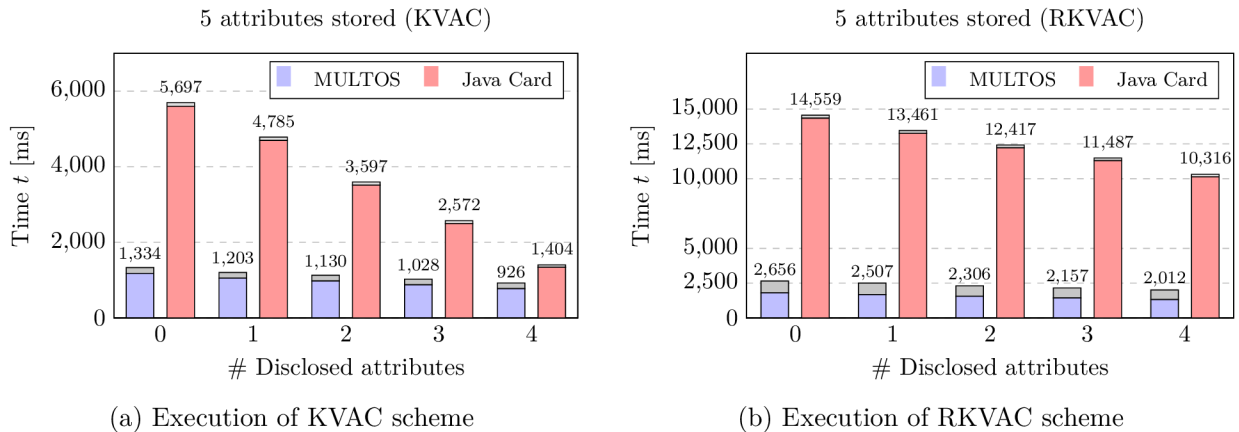 5 attributes stored (KVAC)
MULTOS Java Card
Time t [ms]
6,000
4,000
2,000
0
1,334
5,697
1,203
4,785
1,130
3,597
1,028
2,572
926
1,404
0 1 2 3 4
# Disclosed attributes
(a) Execution of KVAC scheme
5 attributes stored (RKVAC)
MULTOS Java Card
Time t [ms]
15,000
12,500
10,000
5,000
2,500
0
2,656
14,559
2,507
13,461
2,306
12,417
2,157
11,487
2,012
10,316
0 1 2 3 4
# Disclosed attributes
(b) Execution of RKVAC scheme